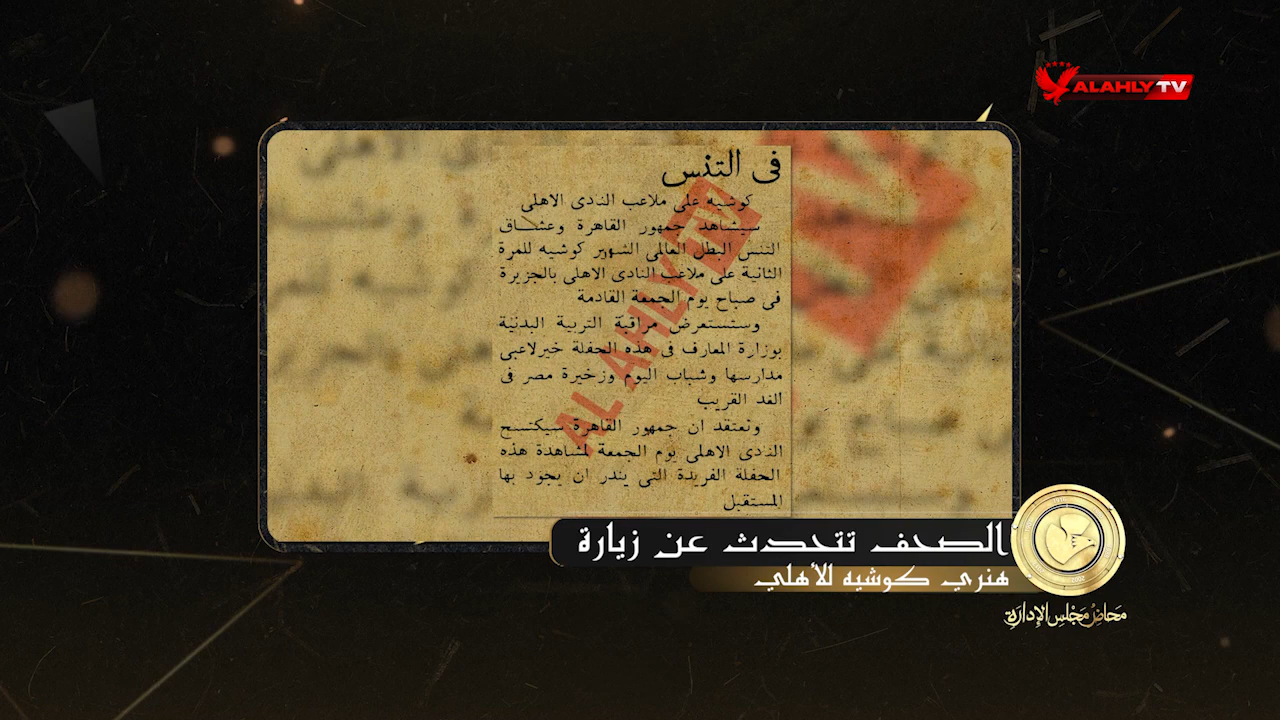 ALAHLY TV
فى التنس
كوشيه على ملاعب النادى الاهلى
سيشاهد جمهور القاهرة وعشاق
التنس البطل العالمى الشهير كوشيه للمرة
الثانية على ملاعب النادى الاهلى بالجزيرة
فى صباح يوم الجمعة القادمة
وستستعرض مراقبة التربية البدنية
بوزارة المعارف فى هذه الحفلة خيرلاعبى
مدارسها وشباب اليوم وزخيرة مصر فى
الغد القريب
ونعتقد ان جمهور القاهرة سيكتسح
النادى الاهلى يوم الجمعة لمشاهدة هذه
الحفلة الفريدة التى يندر ان يجود بها
المستقبل
AL AHLY TV
الصحف تتحدث عن زيارة
هنري كوشيه للأهلي
مَحَاضِرُ مَجْلِسِ الإِدارَةِ